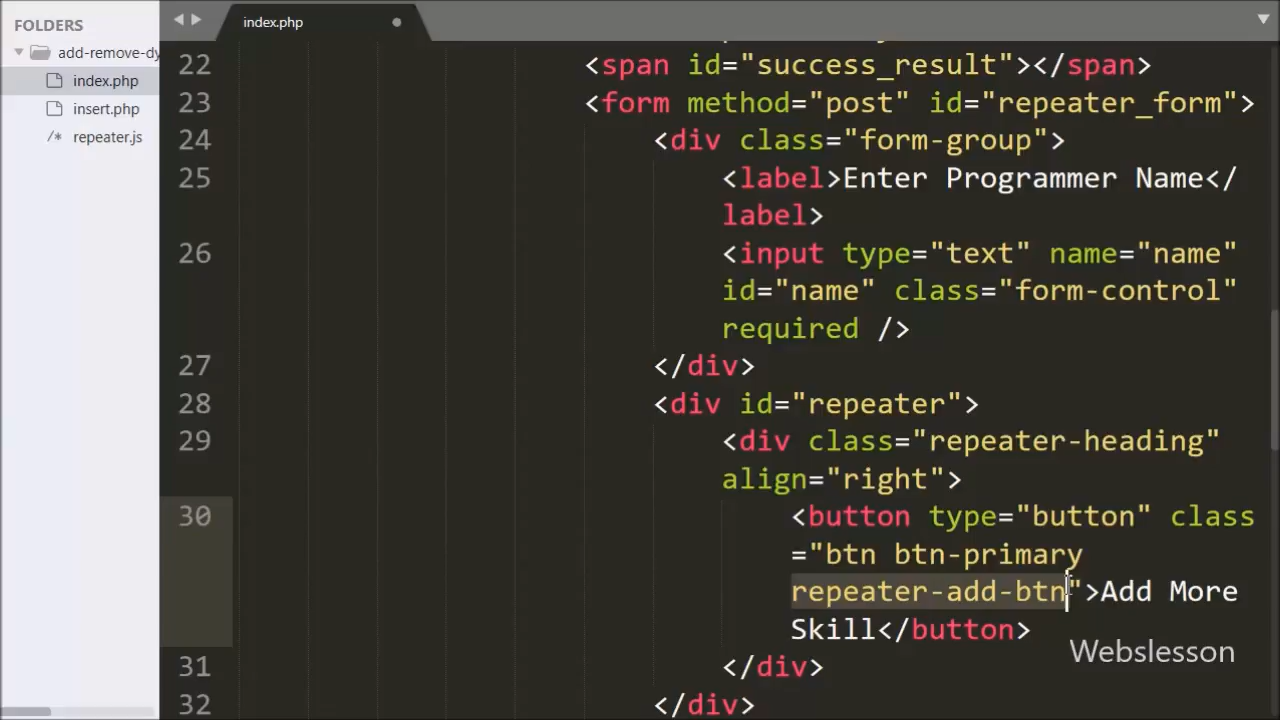 FOLDERS
add-remove-dy
index.php
insert.php
/* repeater.js
index.php
22 <span id="success_result"></span>
23 <form method="post" id="repeater_form">
24 <div class="form-group">
25 <label>Enter Programmer Name</
label>
26 <input type="text" name="name"
id="name" class="form-control"
required />
27 </div>
28 <div id="repeater">
29 <div class="repeater-heading"
align="right">
30 <button type="button" class
="btn btn-primary
repeater-add-btn">Add More
Skill</button>
31 </div>
32 </div>
Webslesson